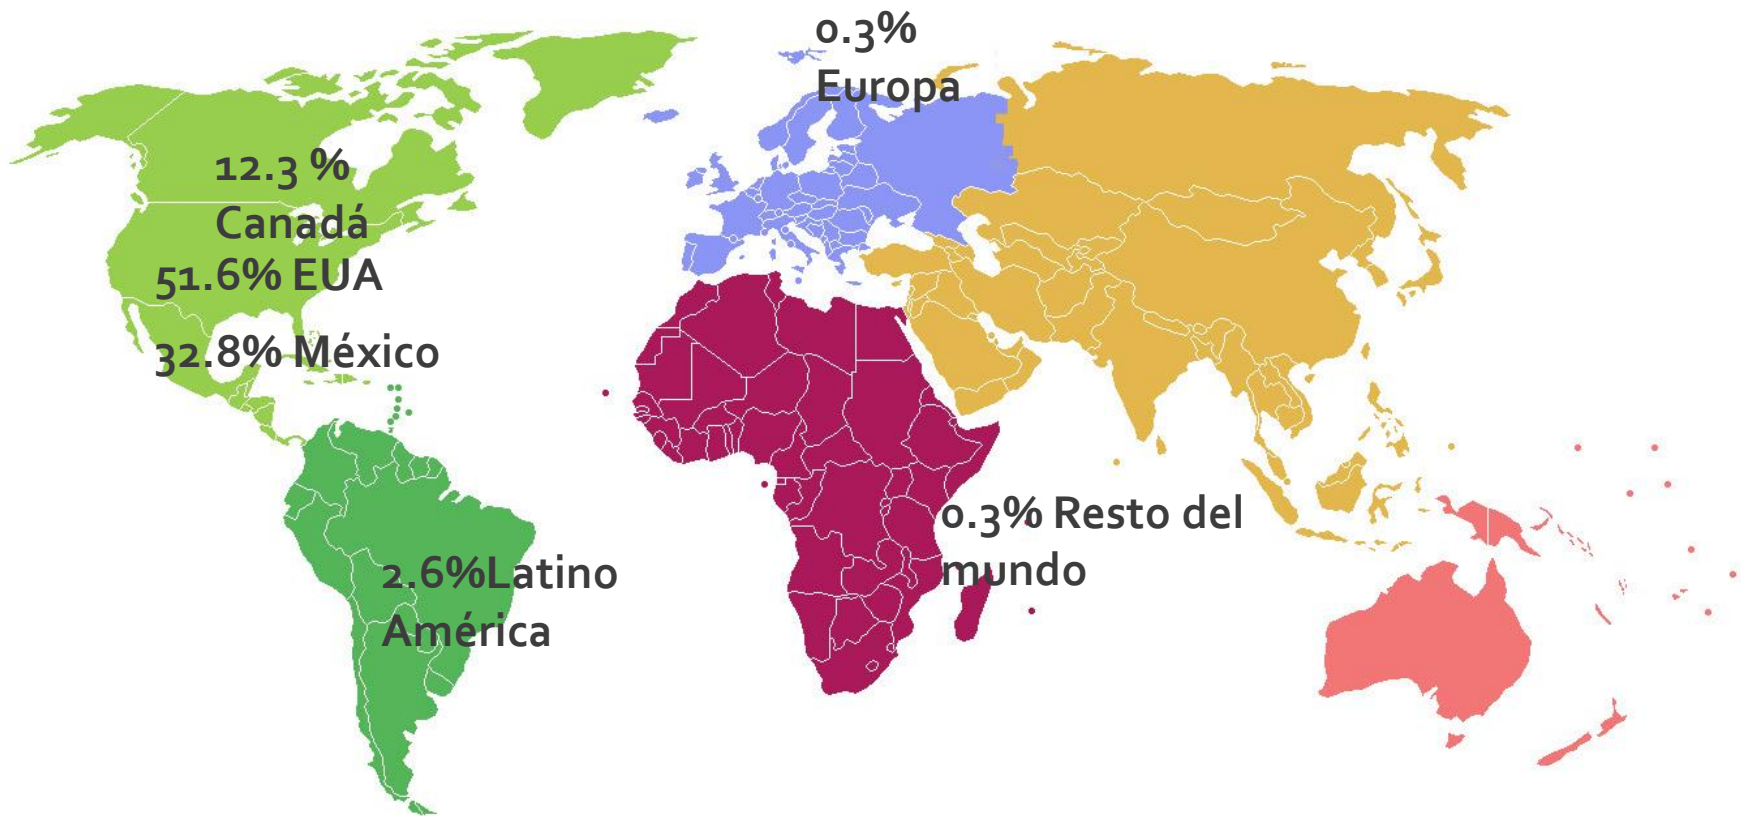 0.3%
Europa
12.3 %
Canadá
51.6% EUA
32.8% México
0.3% Resto del
mundo
2.6%Latino
América